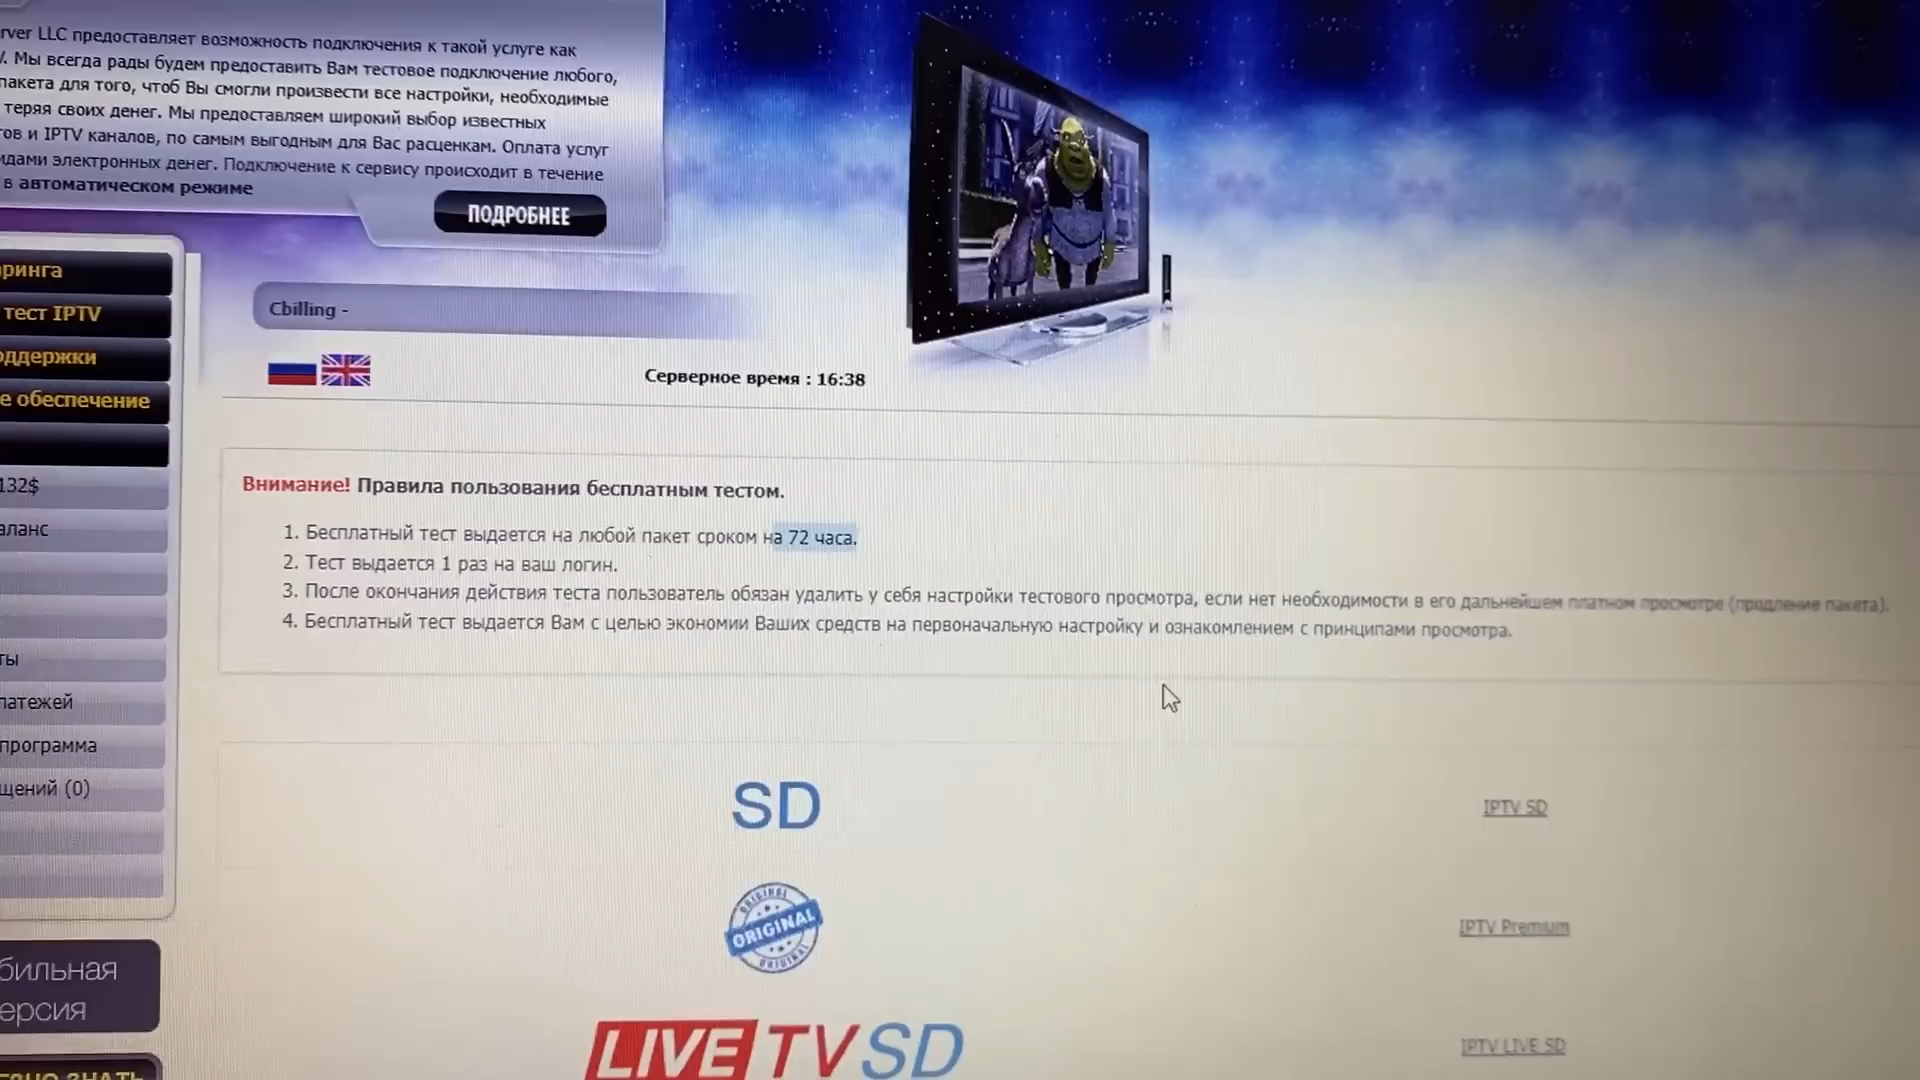 rver LLC предоставляет возможность подключения к такой услуге как
. Мы всегда рады будем предоставить Вам тестовое подключение любого,
пакета для того, чтоб Вы смогли произвести все настройки, необходимые
теряя своих денег. Мы предоставляем широкий выбор известных
ов и IPTV каналов, по самым выгодным для Вас расценкам. Оплата услуг
идами электронных денег. Подключение к сервису происходит в течение
в автоматическом режиме
ПОДРОБНЕЕ
ринга
тест IPTV
оддержки
е обеспечение
132$
аланс
ты
латежей
программа
щений (0)
бильная
ерсия
Cbilling -
Серверное время : 16:38
Внимание! Правила пользования бесплатным тестом.
1. Бесплатный тест выдается на любой пакет сроком на 72 часа.
2. Тест выдается 1 раз на ваш логин.
3. После окончания действия теста пользователь обязан удалить у себя настройки тестового просмотра, если нет необходимости в его дальнейшем платном просмотре (продление пакета).
4. Бесплатный тест выдается Вам с целью экономии Ваших средств на первоначальную настройку и ознакомлением с принципами просмотра.
SD
IPTV SD
ORIGINAL
ORIGINAL
ORIGINAL
IPTV Premium
LIVE TV SD
IPTV LIVE SD